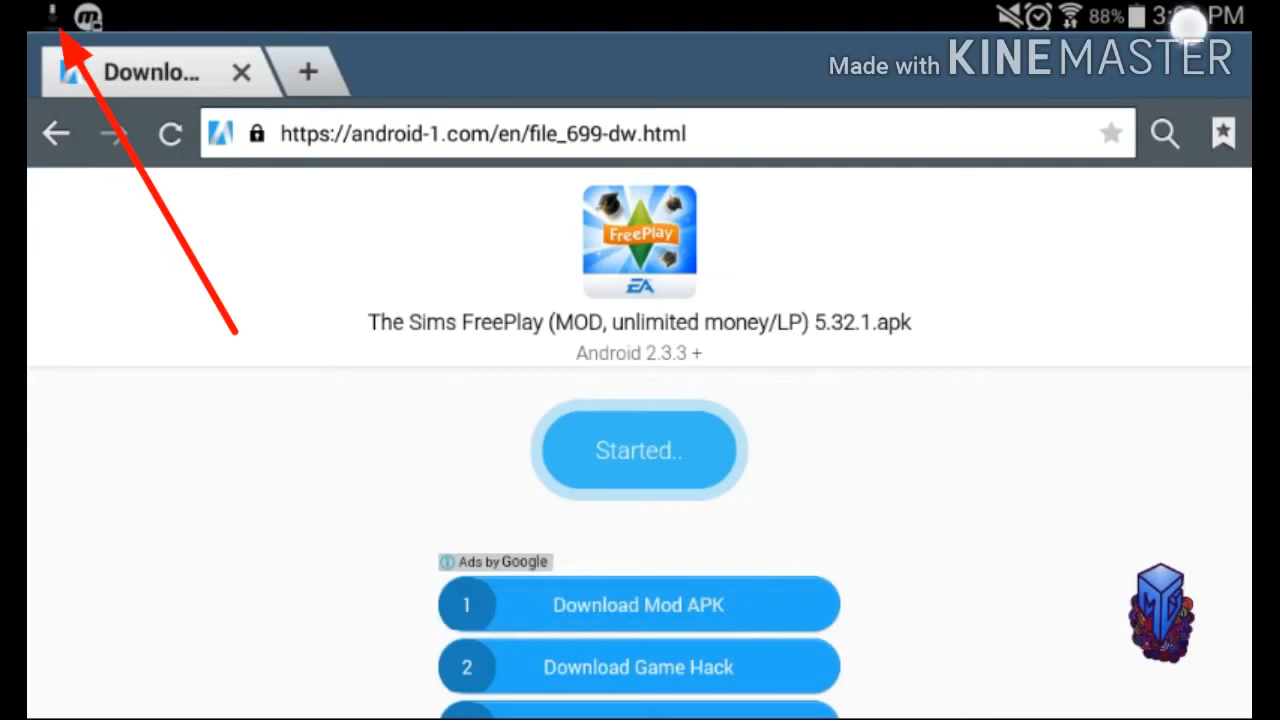 88%
PM
Made with KINEMASTER
Downlo...
https://android-1.com/en/file_699-dw.html
FreePlay
EA
The Sims FreePlay (MOD, unlimited money/LP) 5.32.1.apk
Android 2.3.3 +
Started..
Ads by Google
1 Download Mod APK
2 Download Game Hack